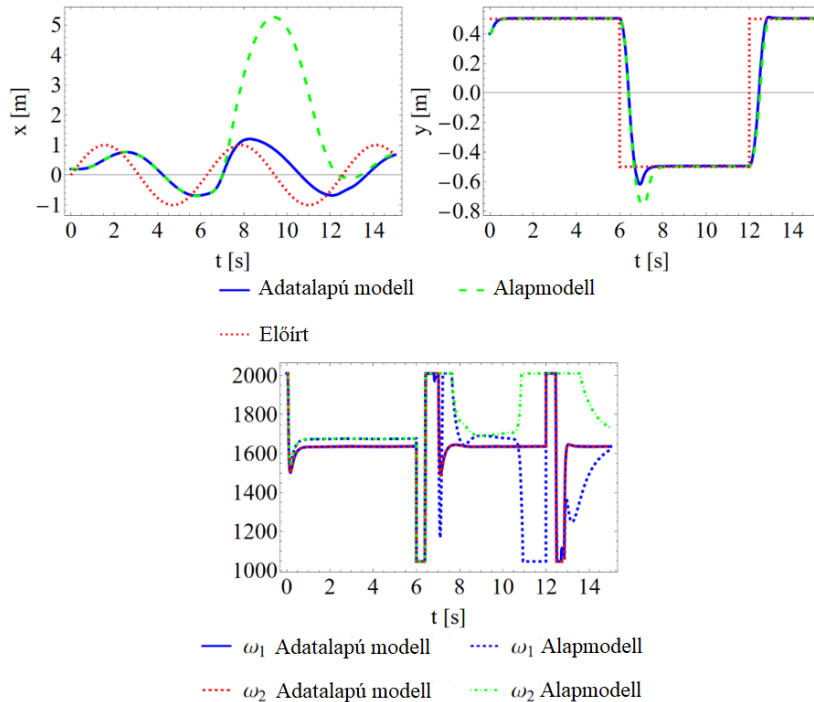 5
4
3
2
1
0
−1
x [m]
0 2 4 6 8 10 12 14
t [s]
0.4
0.2
0.0
−0.2
−0.4
−0.6
−0.8
y [m]
0 2 4 6 8 10 12 14
t [s]
Adatalapú modell
Alapmodell
Előírt
2000
1800
1600
1400
1200
1000
0 2 4 6 8 10 12 14
t [s]
ω1 Adatalapú modell
ω1 Alapmodell
ω2 Adatalapú modell
ω2 Alapmodell